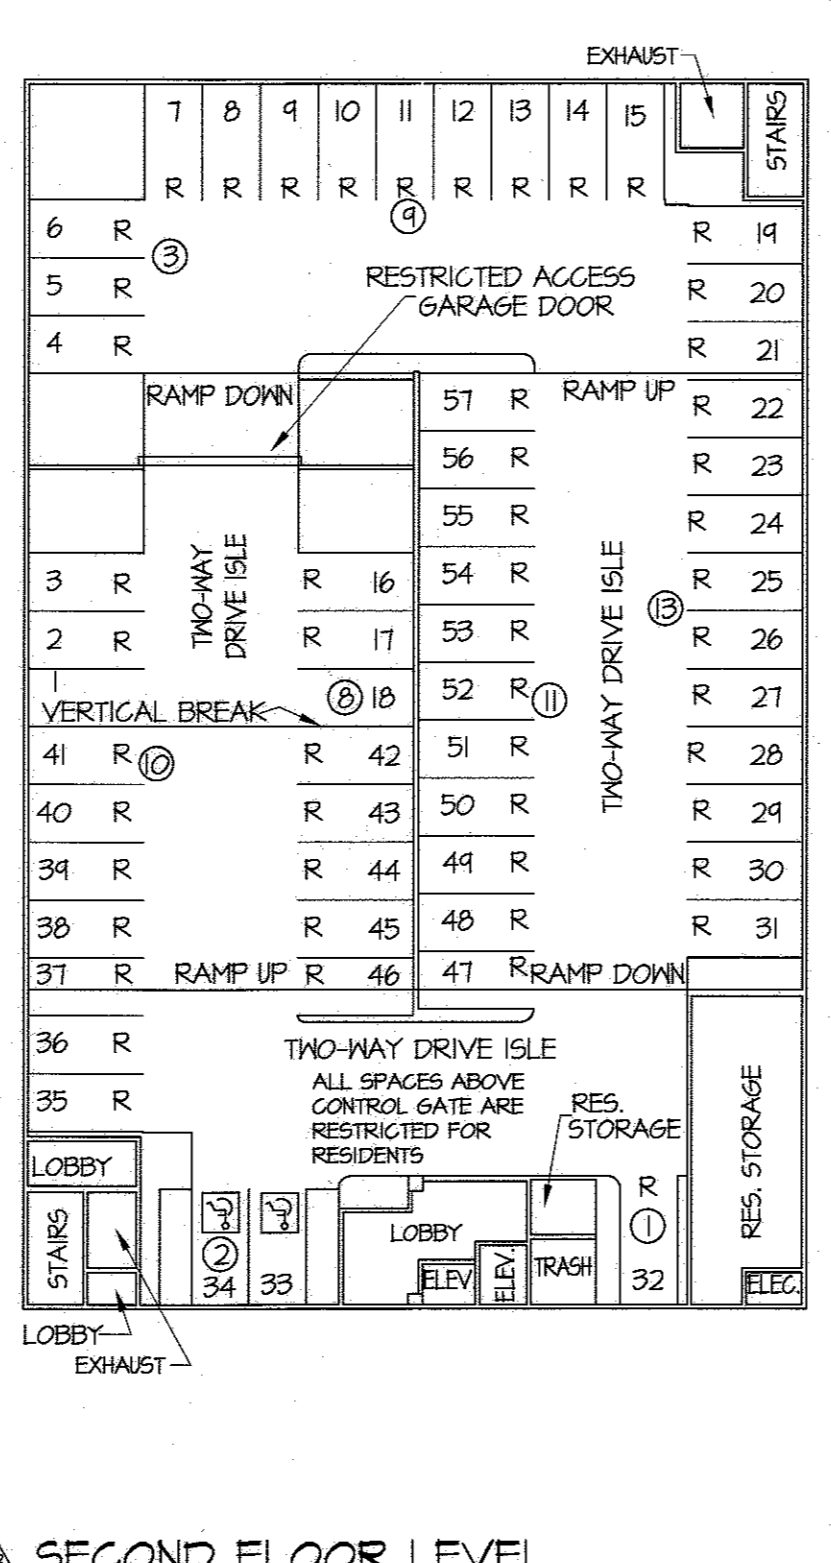 EXHAUST
7 8 9 10 11 12 13 14 15
STAIRS
R R R R R R R R R
9
6 R
3
R 19
5 R
RESTRICTED ACCESS
GARAGE DOOR
R 20
4 R
R 21
RAMP DOWN
57 R
RAMP UP
R 22
56 R
R 23
55 R
R 24
TWO-WAY
DRIVE ISLE
3 R
R 16
54 R
TWO-WAY DRIVE ISLE
R 25
13
2 R
R 17
53 R
R 26
1
8 18
52 R
11
R 27
VERTICAL BREAK
41 R
10
R 42
51 R
R 28
40 R
R 43
50 R
R 29
39 R
R 44
49 R
R 30
38 R
R 45
48 R
R 31
37 R
RAMP UP
R 46
47 R
RAMP DOWN
36 R
TWO-WAY DRIVE ISLE
35 R
ALL SPACES ABOVE
CONTROL GATE ARE
RESTRICTED FOR
RESIDENTS
RES.
STORAGE
RES. STORAGE
LOBBY
STAIRS
2
34
33
LOBBY
ELEV
ELEV.
TRASH
R
1
32
ELEC.
LOBBY
EXHAUST
SECOND FLOOR LEVEL